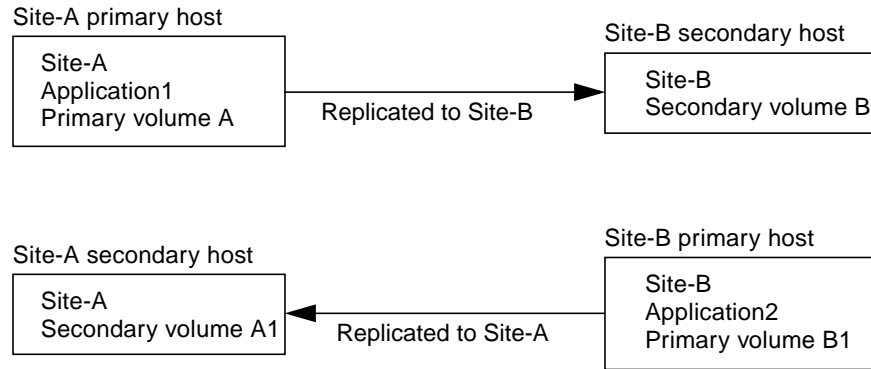 Site-A primary host
Site-A
Application1
Primary volume A
Replicated to Site-B
Site-B secondary host
Site-B
Secondary volume B
Site-A secondary host
Site-A
Secondary volume A1
Replicated to Site-A
Site-B primary host
Site-B
Application2
Primary volume B1